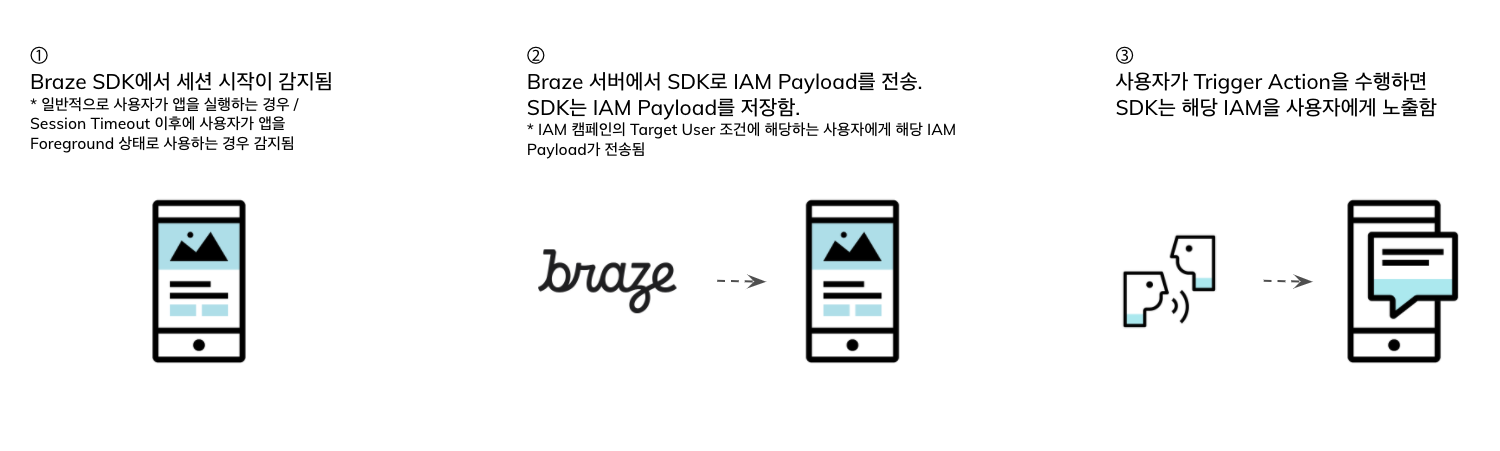 ①
Braze SDK에서 세션 시작이 감지됨
* 일반적으로 사용자가 앱을 실행하는 경우 /
Session Timeout 이후에 사용자가 앱을
Foreground 상태로 사용하는 경우 감지됨
②
Braze 서버에서 SDK로 IAM Payload를 전송.
SDK는 IAM Payload를 저장함.
* IAM 캠페인의 Target User 조건에 해당하는 사용자에게 해당 IAM
Payload가 전송됨
braze
③
사용자가 Trigger Action을 수행하면
SDK는 해당 IAM을 사용자에게 노출함